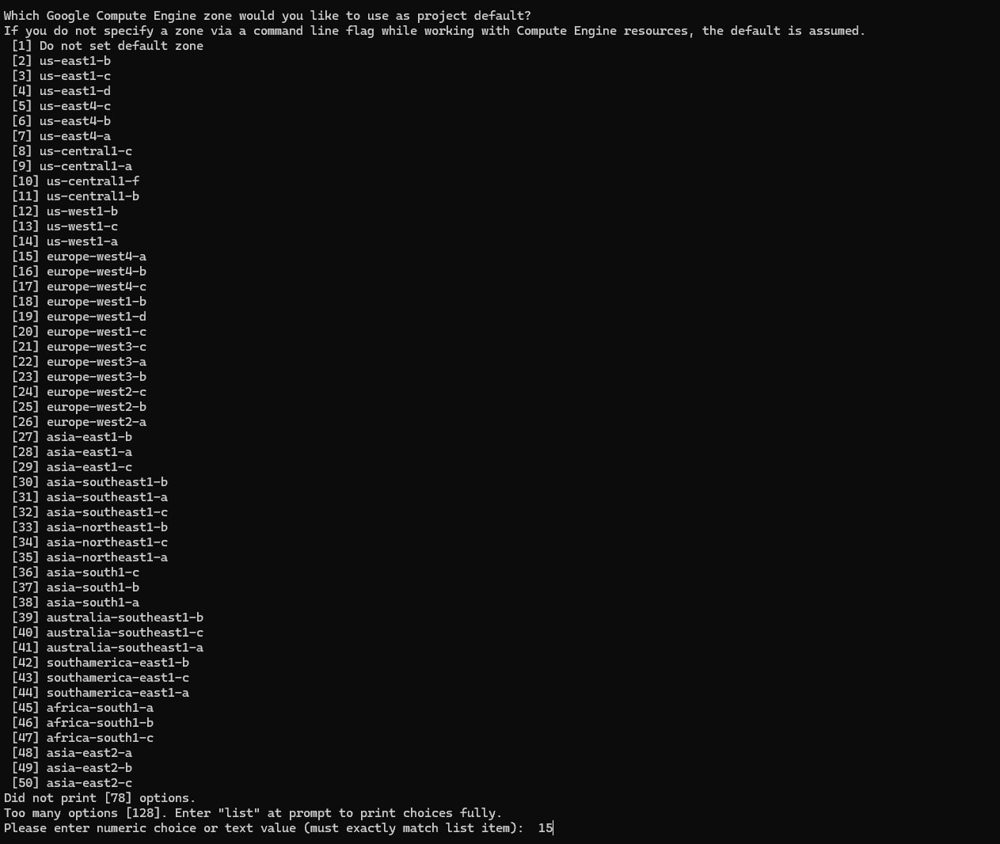 Which Google Compute Engine zone would you like to use as project default?
If you do not specify a zone via a command line flag while working with Compute Engine resources, the default is assumed.
[1] Do not set default zone
[2] us-east1-b
[3] us-east1-c
[4] us-east1-d
[5] us-east4-c
[6] us-east4-b
[7] us-east4-a
[8] us-central1-c
[9] us-central1-a
[10] us-central1-f
[11] us-central1-b
[12] us-west1-b
[13] us-west1-c
[14] us-west1-a
[15] europe-west4-a
[16] europe-west4-b
[17] europe-west4-c
[18] europe-west1-b
[19] europe-west1-d
[20] europe-west1-c
[21] europe-west3-c
[22] europe-west3-a
[23] europe-west3-b
[24] europe-west2-c
[25] europe-west2-b
[26] europe-west2-a
[27] asia-east1-b
[28] asia-east1-a
[29] asia-east1-c
[30] asia-southeast1-b
[31] asia-southeast1-a
[32] asia-southeast1-c
[33] asia-northeast1-b
[34] asia-northeast1-c
[35] asia-northeast1-a
[36] asia-south1-c
[37] asia-south1-b
[38] asia-south1-a
[39] australia-southeast1-b
[40] australia-southeast1-c
[41] australia-southeast1-a
[42] southamerica-east1-b
[43] southamerica-east1-c
[44] southamerica-east1-a
[45] africa-south1-a
[46] africa-south1-b
[47] africa-south1-c
[48] asia-east2-a
[49] asia-east2-b
[50] asia-east2-c
Did not print [78] options.
Too many options [128]. Enter "list" at prompt to print choices fully.
Please enter numeric choice or text value (must exactly match list item):  15